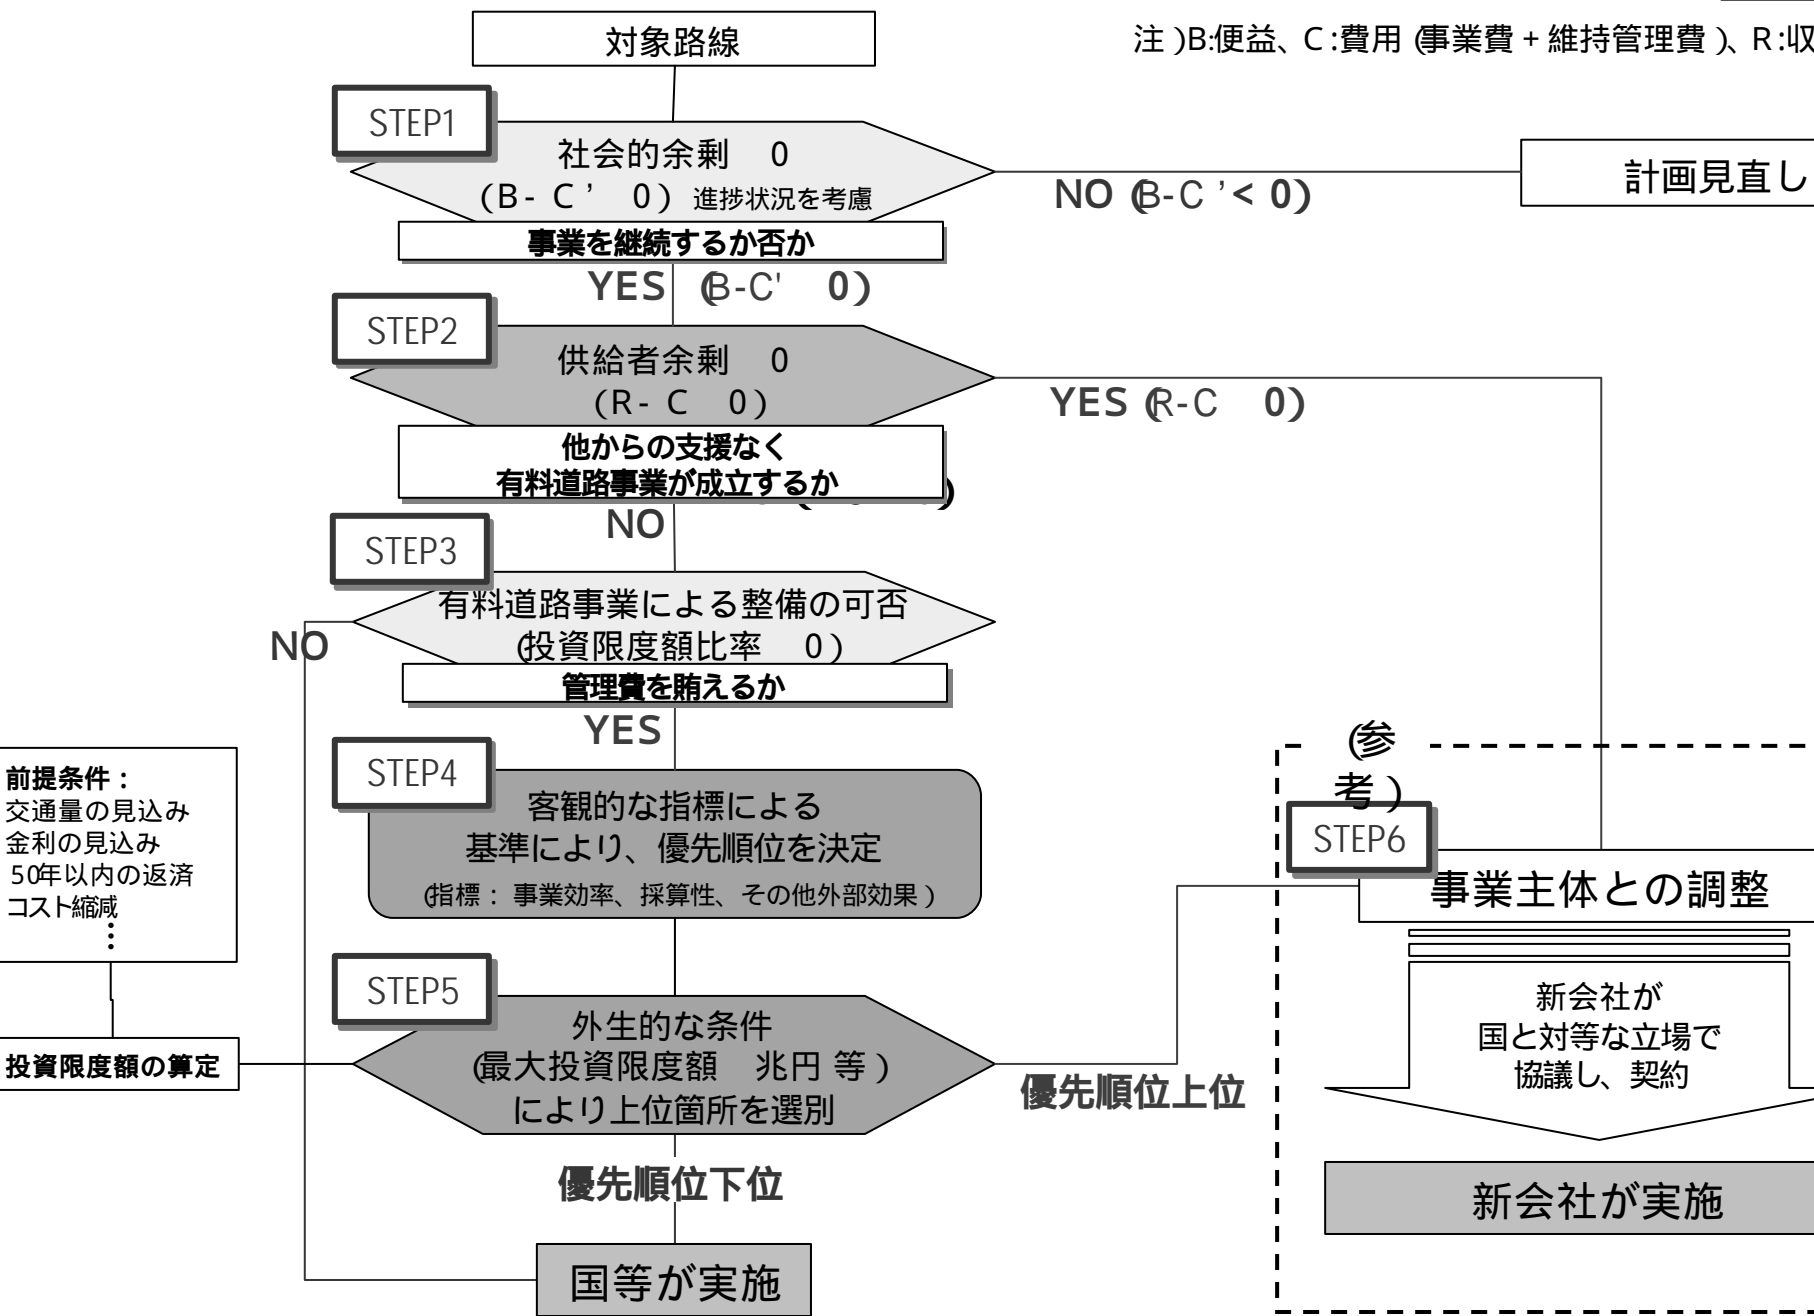 対象路線
注)B:便益、C:費用(事業費+維持管理費)、R:収
STEP1
社会的余剰 0
(B-C' 0) 進捗状況を考慮
事業を継続するか否か
NO (B-C'<0)
計画見直し
YES (B-C' 0)
STEP2
供給者余剰 0
(R-C 0)
他からの支援なく
有料道路事業が成立するか
YES (R-C 0)
NO
STEP3
有料道路事業による整備の可否
(投資限度額比率 0)
管理費を賄えるか
NO
YES
STEP4
客観的な指標による
基準により、優先順位を決定
(指標:事業効率、採算性、その他外部効果)
前提条件:
交通量の見込み
金利の見込み
50年以内の返済
コスト縮減
⋮
投資限度額の算定
STEP5
外生的な条件
(最大投資限度額 兆円等)
により上位箇所を選別
優先順位上位
優先順位下位
国等が実施
(参
考)
STEP6
事業主体との調整
新会社が
国と対等な立場で
協議し、契約
新会社が実施